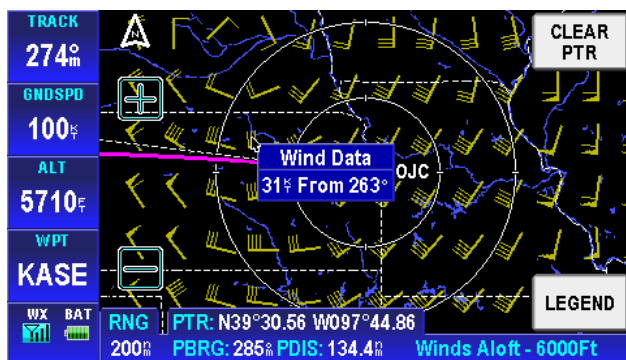 TRACK
274°m
GNDSPD
100kt
ALT
5710FT
WPT
KASE
WX BAT
N
CLEAR
PTR
Wind Data
31KT From 263°
OJC
LEGEND
RNG
200nm
PTR: N39°30.56 W097°44.86
PBRG: 285°m PDIS: 134.4nm
Winds Aloft - 6000Ft